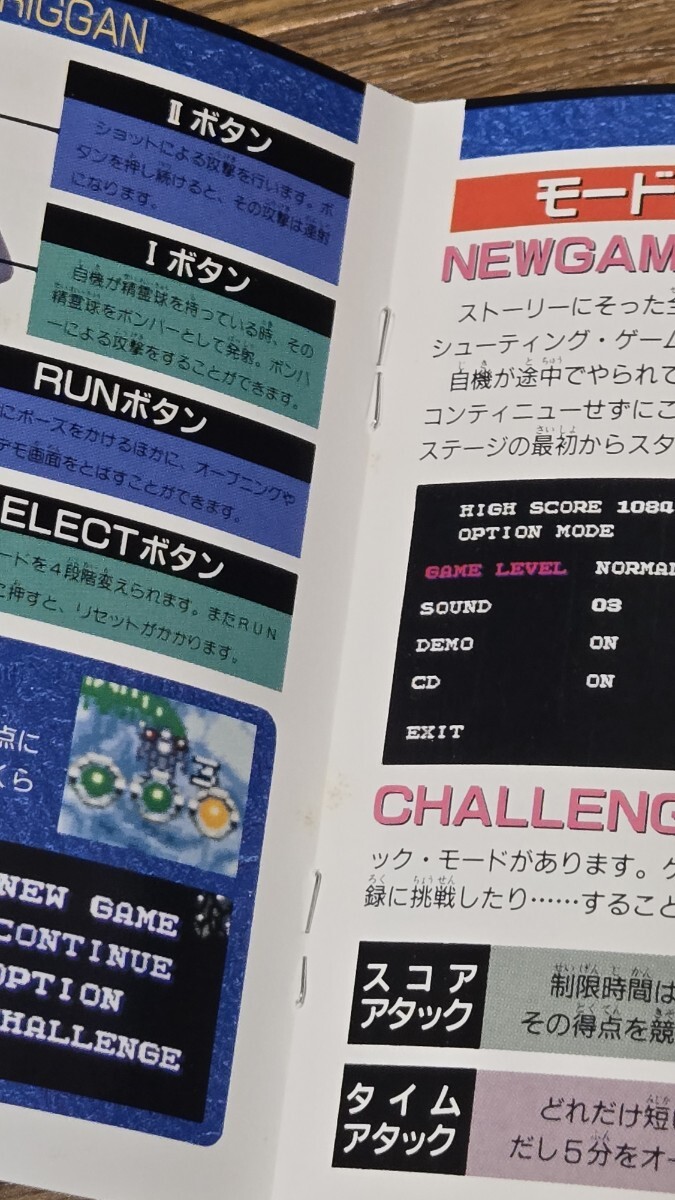 RIGGAN
IIボタン
ショットによる攻撃を行います。ボ
タンを押し続けると、その攻撃は連射
になります。
Iボタン
自機が精霊球を持っている時、その
精霊球をボンバーとして発射。ボンバ
ーによる攻撃をすることができます。
RUNボタン
にポーズをかけるほかに、オープニングや
デモ画面をとばすことができます。
ELECTボタン
ードを4段階変えられます。またRUN
に押すと、リセットがかかります。
点に
くら
NEW GAME
CONTINUE
OPTION
HALLENGE
モード
NEWGAM
ストーリーにそった全
シューティング・ゲーム
自機が途中でやられて
コンティニューせずにこ
ステージの最初からスタ
HIGH SCORE 1084
OPTION MODE
GAME LEVEL NORMAL
SOUND 03
DEMO ON
CD ON
EXIT
CHALLENG
ック・モードがあります。ゲ
録に挑戦したり……すること
スコア
アタック
制限時間は
その得点を競
タイム
アタック
どれだけ短い
だし5分をオー